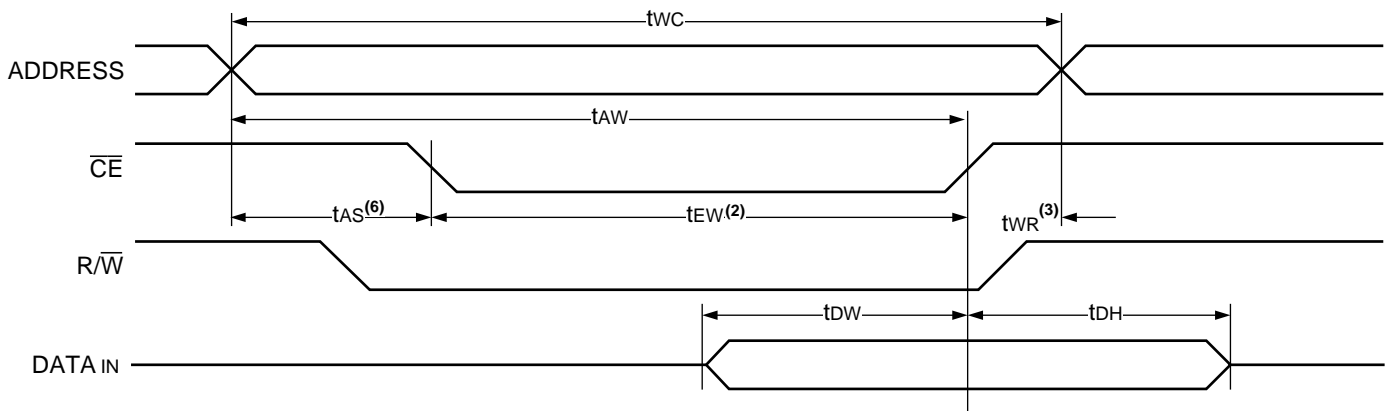 tWC
ADDRESS
tAW
CE
tAS(6)
tEW(2)
tWR(3)
R/W
tDW
tDH
DATA IN